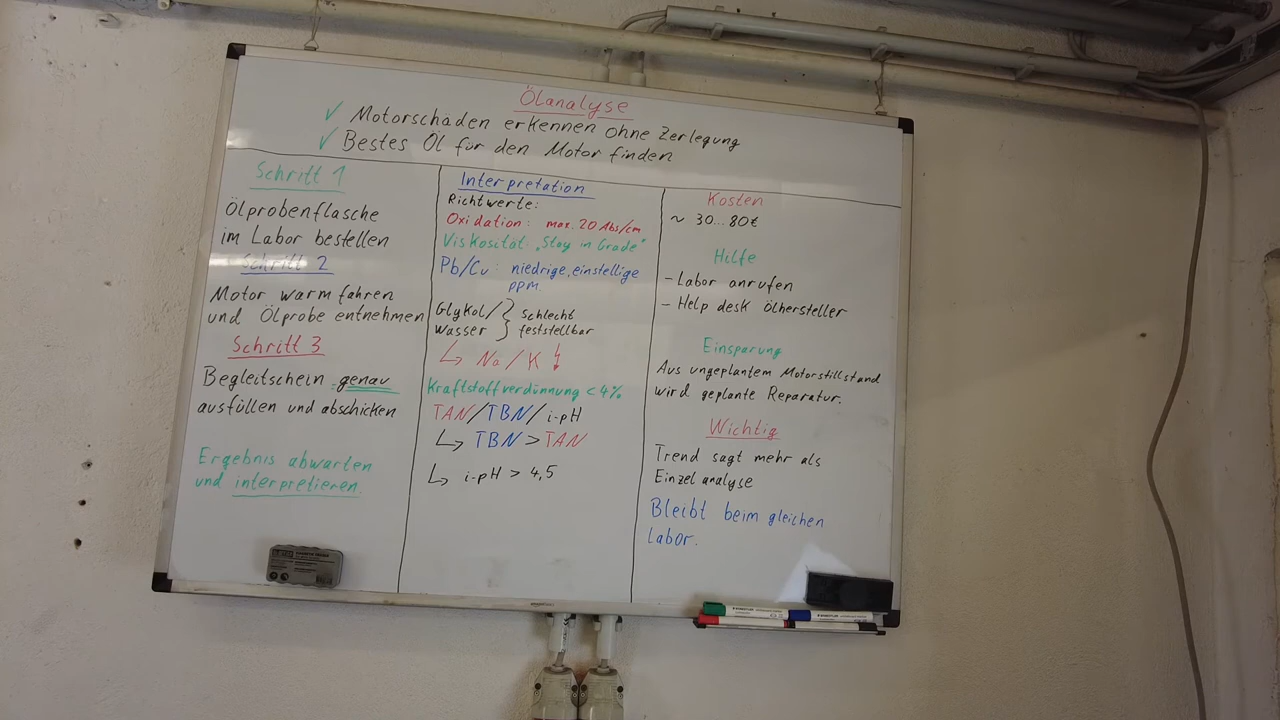 Ölanalyse
✓ Motorschäden erkennen ohne Zerlegung
✓ Bestes Öl für den Motor finden
Schritt 1
Ölprobenflasche
im Labor bestellen
Schritt 2
Motor warm fahren
und Ölprobe entnehmen
Schritt 3
Begleitschein genau
ausfüllen und abschicken
Ergebnis abwarten
und interpretieren.
Interpretation
Richtwerte:
Oxidation: max. 20 Abs/cm
Viskosität: „Stay in Grade"
Pb/Cu: niedrige, einstellige
ppm.
Glykol/ } schlecht
Wasser } feststellbar
↳ Na/K
Kraftstoffverdünnung < 4%
TAN/TBN/i-pH
↳ TBN > TAN
↳ i-pH > 4,5
Kosten
~ 30...80€
Hilfe
- Labor anrufen
- Help desk Ölhersteller
Einsparung
Aus ungeplantem Motorstillstand
wird geplante Reparatur.
Wichtig
Trend sagt mehr als
Einzelanalyse
Bleibt beim gleichen
Labor.
STAEDTLER
STAEDTLER